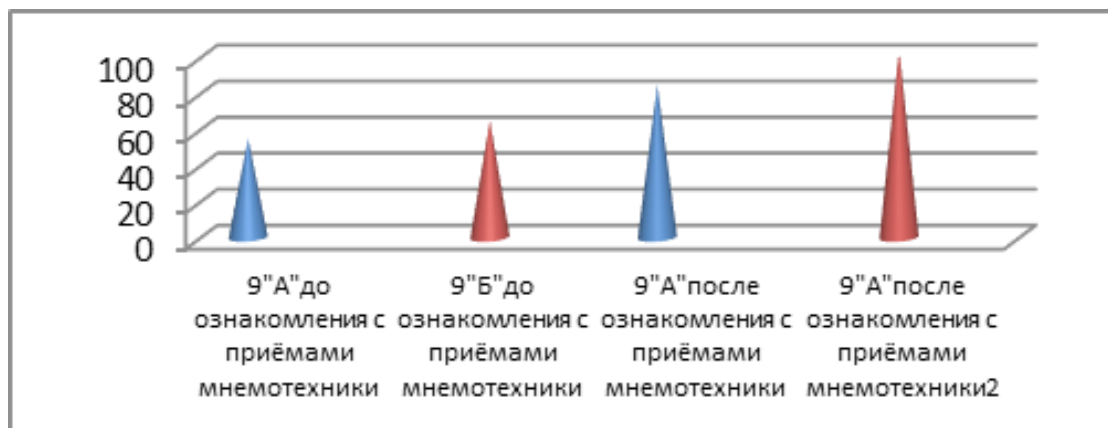 100
80
60
40
20
0
9"А"до ознакомления с приёмами мнемотехники
9"Б"до ознакомления с приёмами мнемотехники
9"А"после ознакомления с приёмами мнемотехники
9"А"после ознакомления с приёмами мнемотехники2